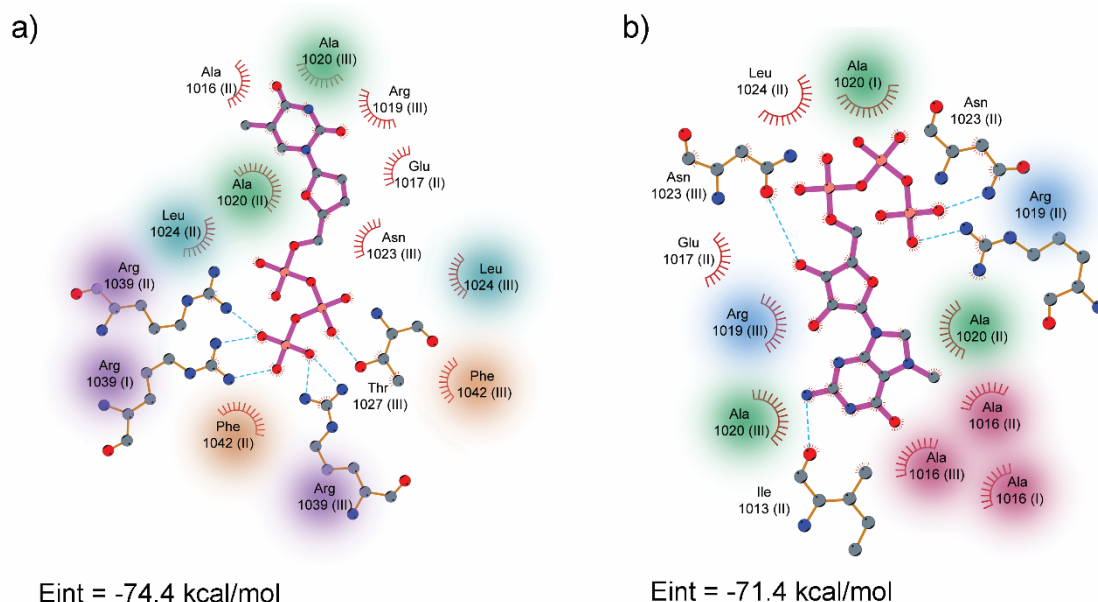 a)
Ala
1020 (III)
Ala
1016 (II)
Arg
1019 (III)
Glu
1017 (II)
Ala
1020 (II)
Leu
1024 (II)
Asn
1023 (III)
Leu
1024 (III)
Arg
1039 (II)
Arg
1039 (I)
Thr
1027 (III)
Phe
1042 (III)
Phe
1042 (II)
Arg
1039 (III)
Eint = -74.4 kcal/mol
b)
Leu
1024 (II)
Ala
1020 (I)
Asn
1023 (II)
Asn
1023 (III)
Arg
1019 (II)
Glu
1017 (II)
Arg
1019 (III)
Ala
1020 (II)
Ala
1020 (III)
Ala
1016 (II)
Ala
1016 (III)
Ala
1016 (I)
Ile
1013 (II)
Eint = -71.4 kcal/mol